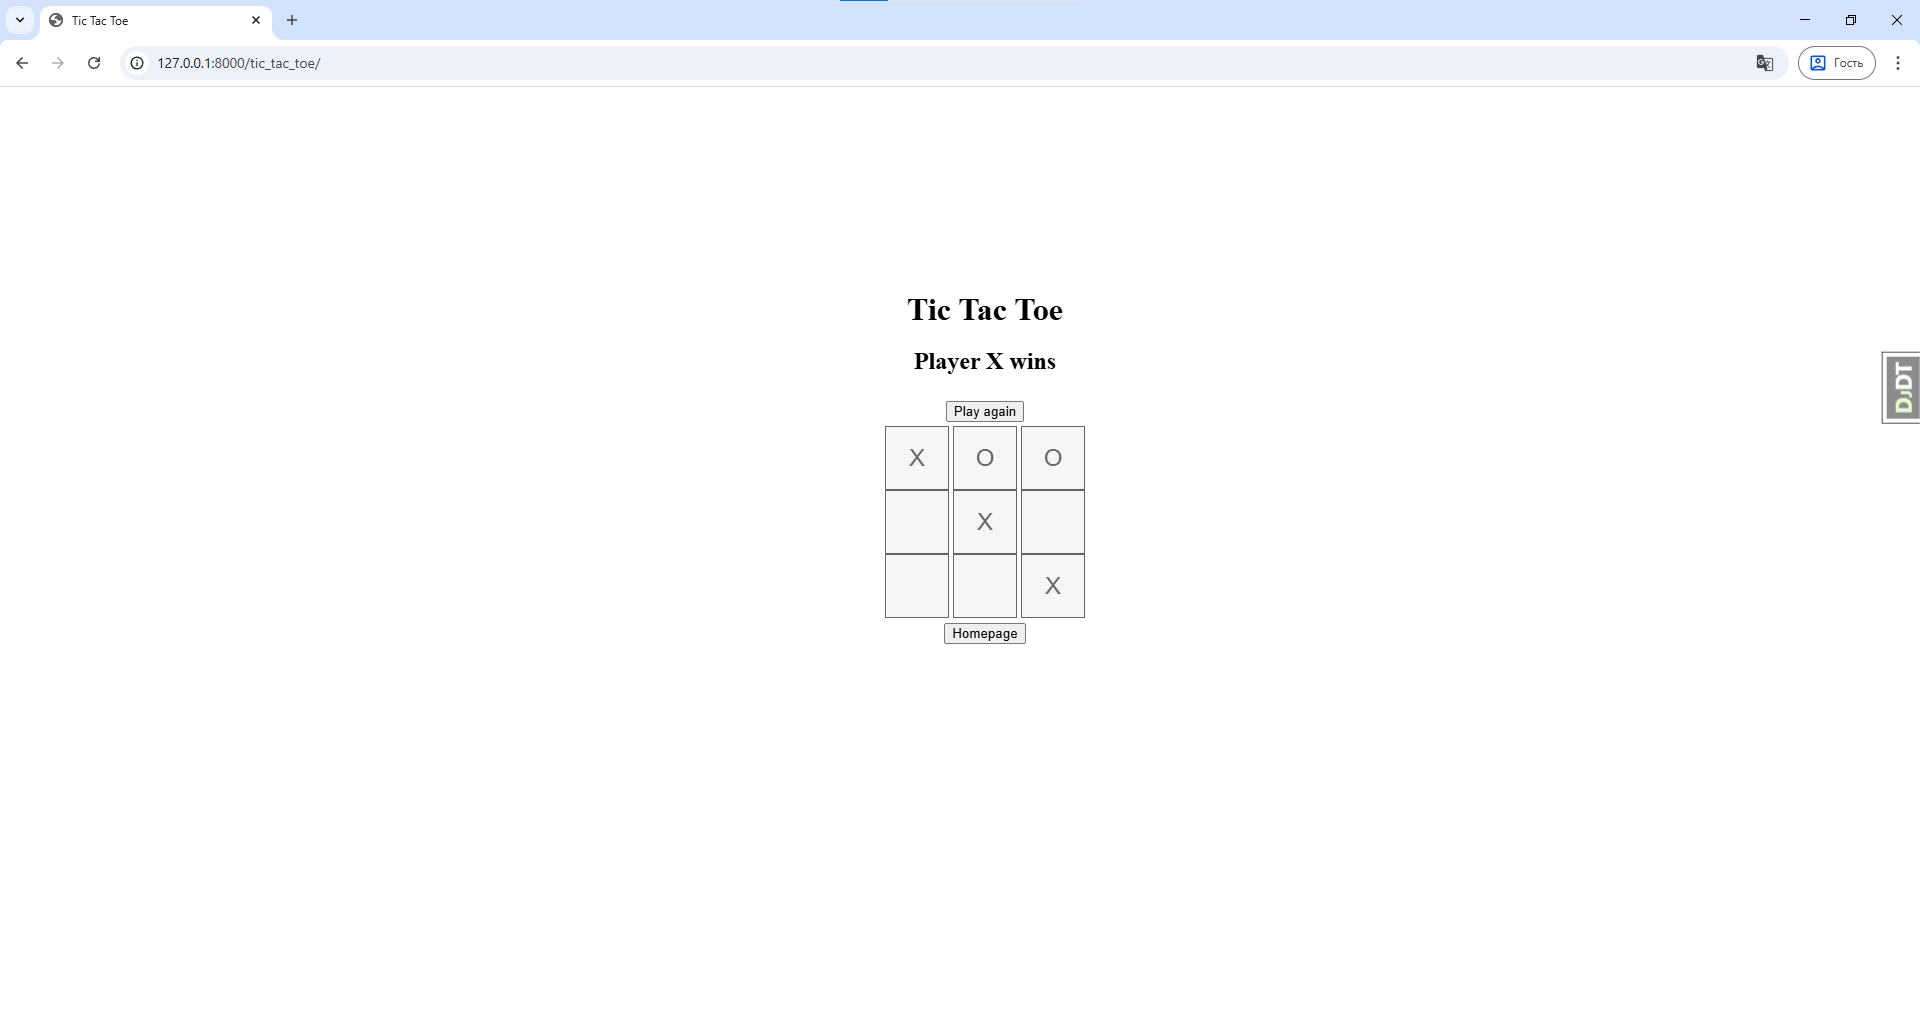 Tic Tac Toe
127.0.0.1:8000/tic_tac_toe/
Гость
Tic Tac Toe
Player X wins
DJDT
Play again
X O O
X
X
Homepage